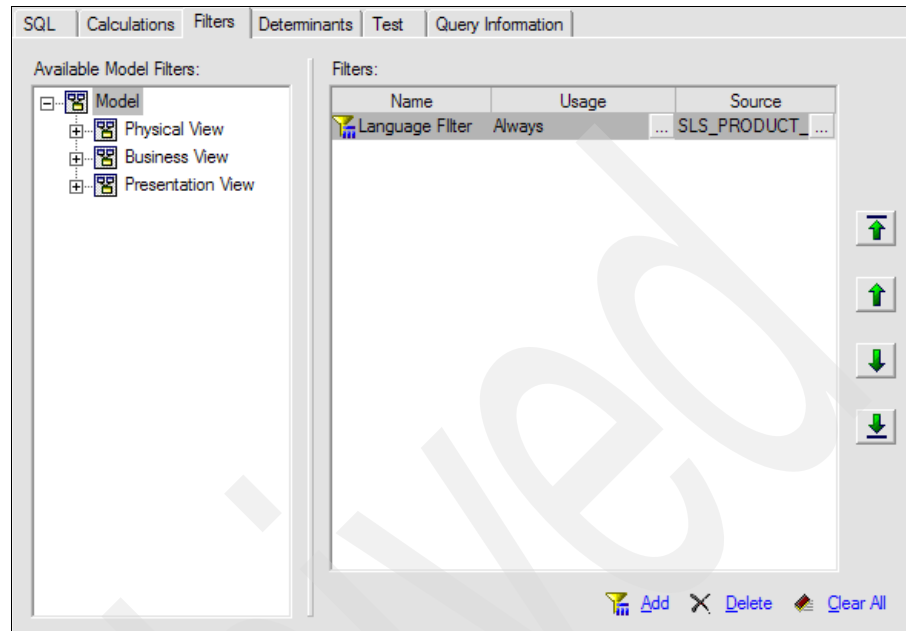 SQL Calculations Filters Determinants Test Query Information
Available Model Filters:
Model
Physical View
Business View
Presentation View
Filters:
Name Usage Source
Language FIlter Always ... SLS_PRODUCT_ ...
Add Delete Clear All